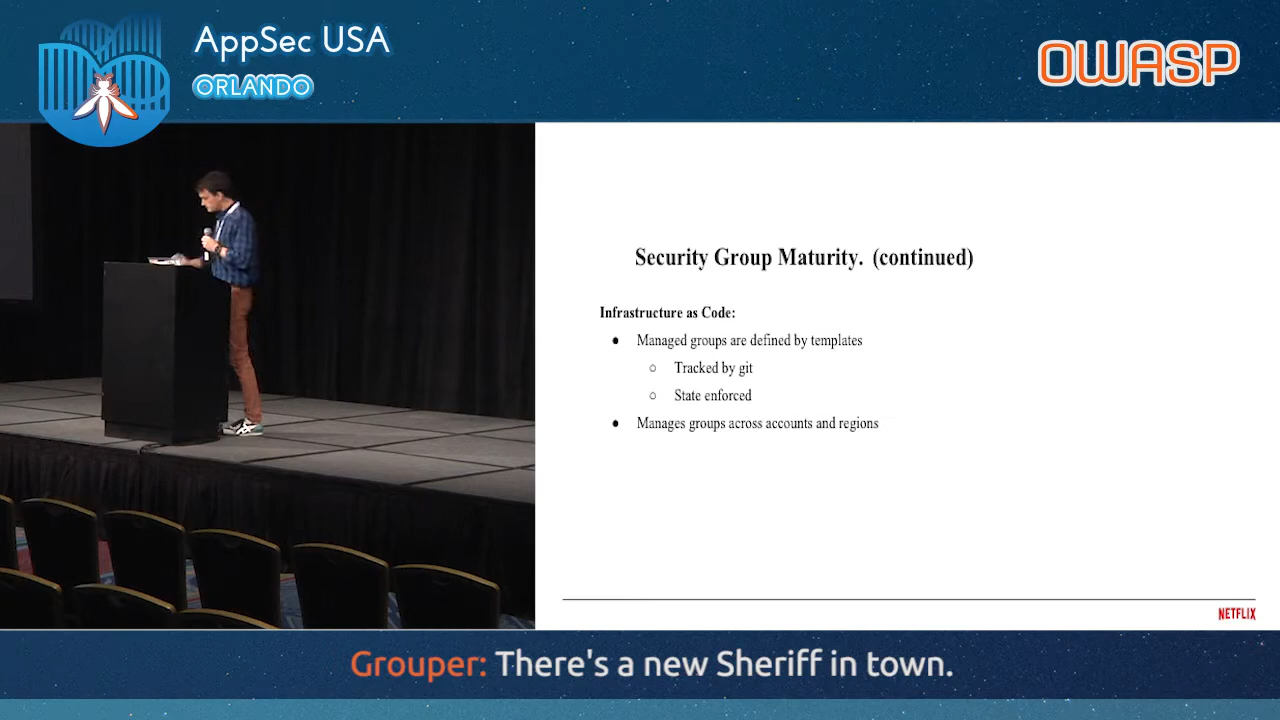 AppSec USA
ORLANDO
OWASP
Security Group Maturity. (continued)
Infrastructure as Code:
● Managed groups are defined by templates
○ Tracked by git
○ State enforced
● Manages groups across accounts and regions
NETFLIX
Grouper: There's a new Sheriff in town.